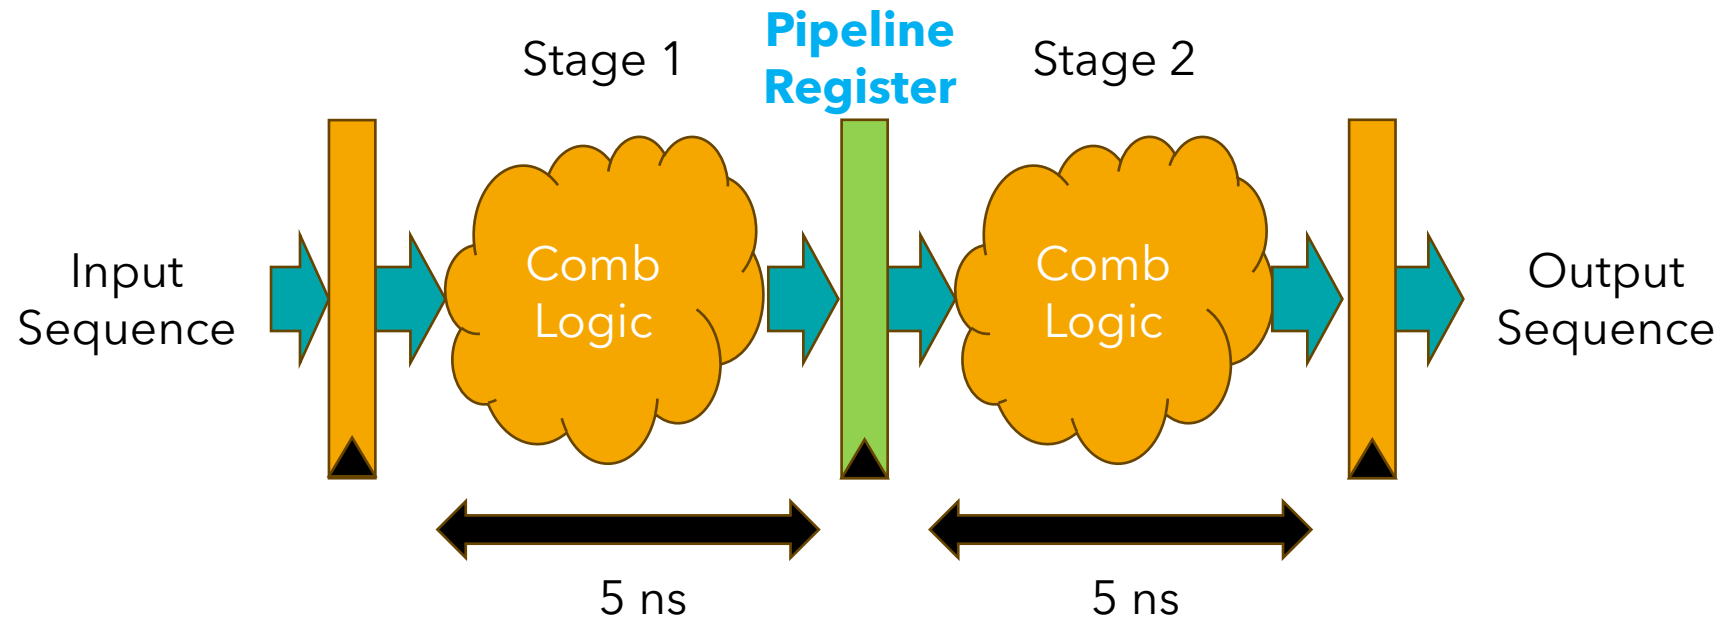 Stage 1
Pipeline
Register
Stage 2
Input
Sequence
Comb
Logic
Comb
Logic
Output
Sequence
5 ns
5 ns